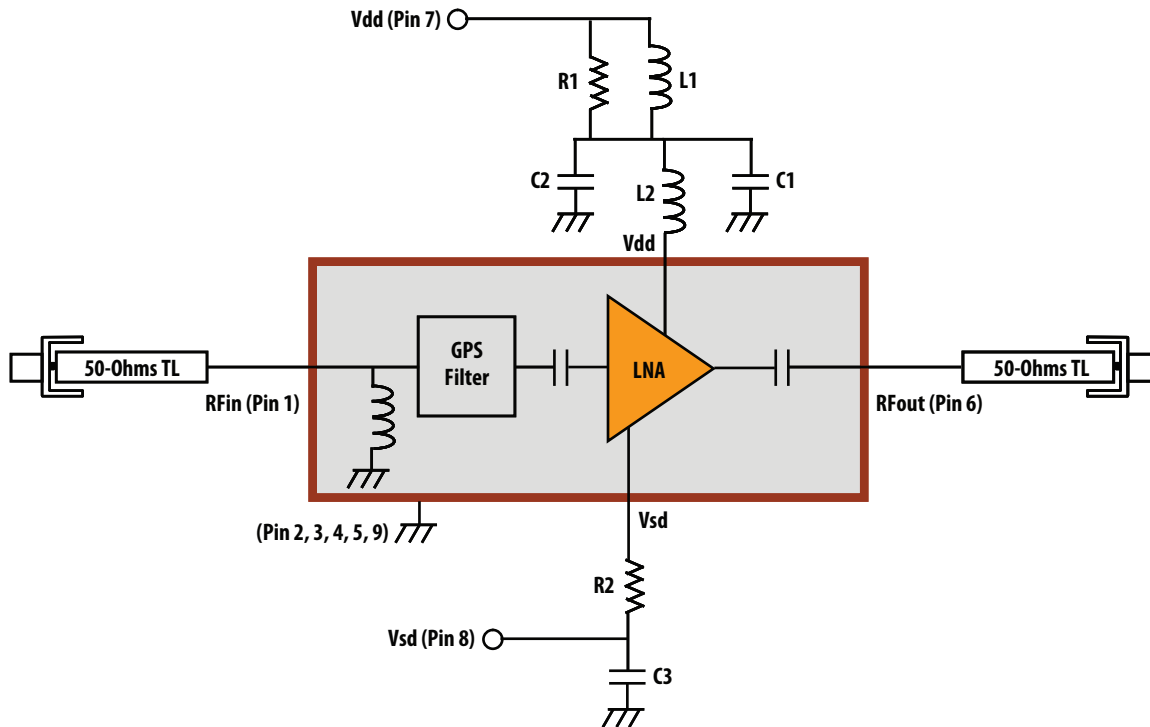 Vdd (Pin 7)
R1
L1
C2
L2
C1
Vdd
50-Ohms TL
GPS
Filter
LNA
50-Ohms TL
RFin (Pin 1)
RFout (Pin 6)
(Pin 2, 3, 4, 5, 9)
Vsd
R2
Vsd (Pin 8)
C3